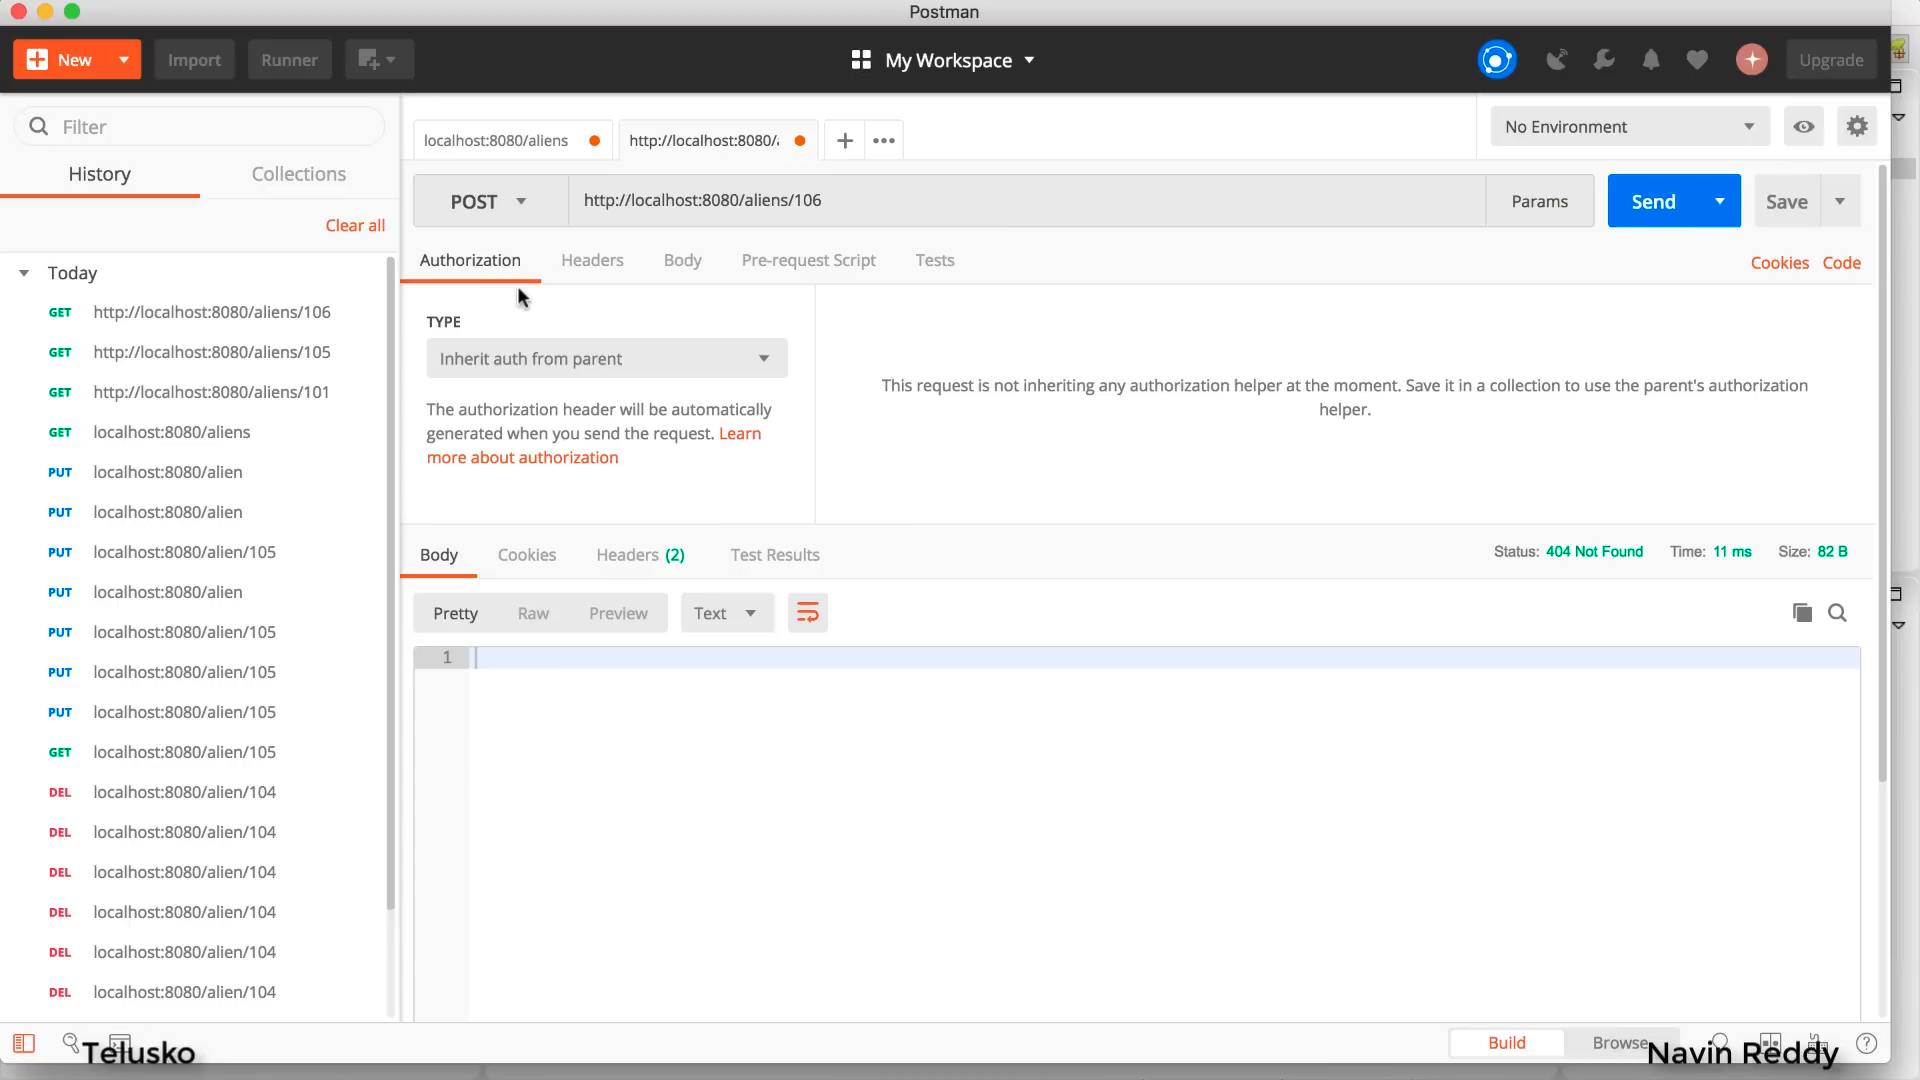 Postman
New
Import
Runner
My Workspace
Upgrade
Filter
History
Collections
Clear all
Today
GET http://localhost:8080/aliens/106
GET http://localhost:8080/aliens/105
GET http://localhost:8080/aliens/101
GET localhost:8080/aliens
PUT localhost:8080/alien
PUT localhost:8080/alien
PUT localhost:8080/alien/105
PUT localhost:8080/alien
PUT localhost:8080/alien/105
PUT localhost:8080/alien/105
PUT localhost:8080/alien/105
GET localhost:8080/alien/105
DEL localhost:8080/alien/104
DEL localhost:8080/alien/104
DEL localhost:8080/alien/104
DEL localhost:8080/alien/104
DEL localhost:8080/alien/104
DEL localhost:8080/alien/104
localhost:8080/aliens
http://localhost:8080/
No Environment
POST
http://localhost:8080/aliens/106
Params
Send
Save
Authorization
Headers
Body
Pre-request Script
Tests
Cookies
Code
TYPE
Inherit auth from parent
The authorization header will be automatically
generated when you send the request. Learn
more about authorization
This request is not inheriting any authorization helper at the moment. Save it in a collection to use the parent's authorization
helper.
Body
Cookies
Headers (2)
Test Results
Status: 404 Not Found
Time: 11 ms
Size: 82 B
Pretty
Raw
Preview
Text
1
Build
Browse
Telusko
Navin Reddy